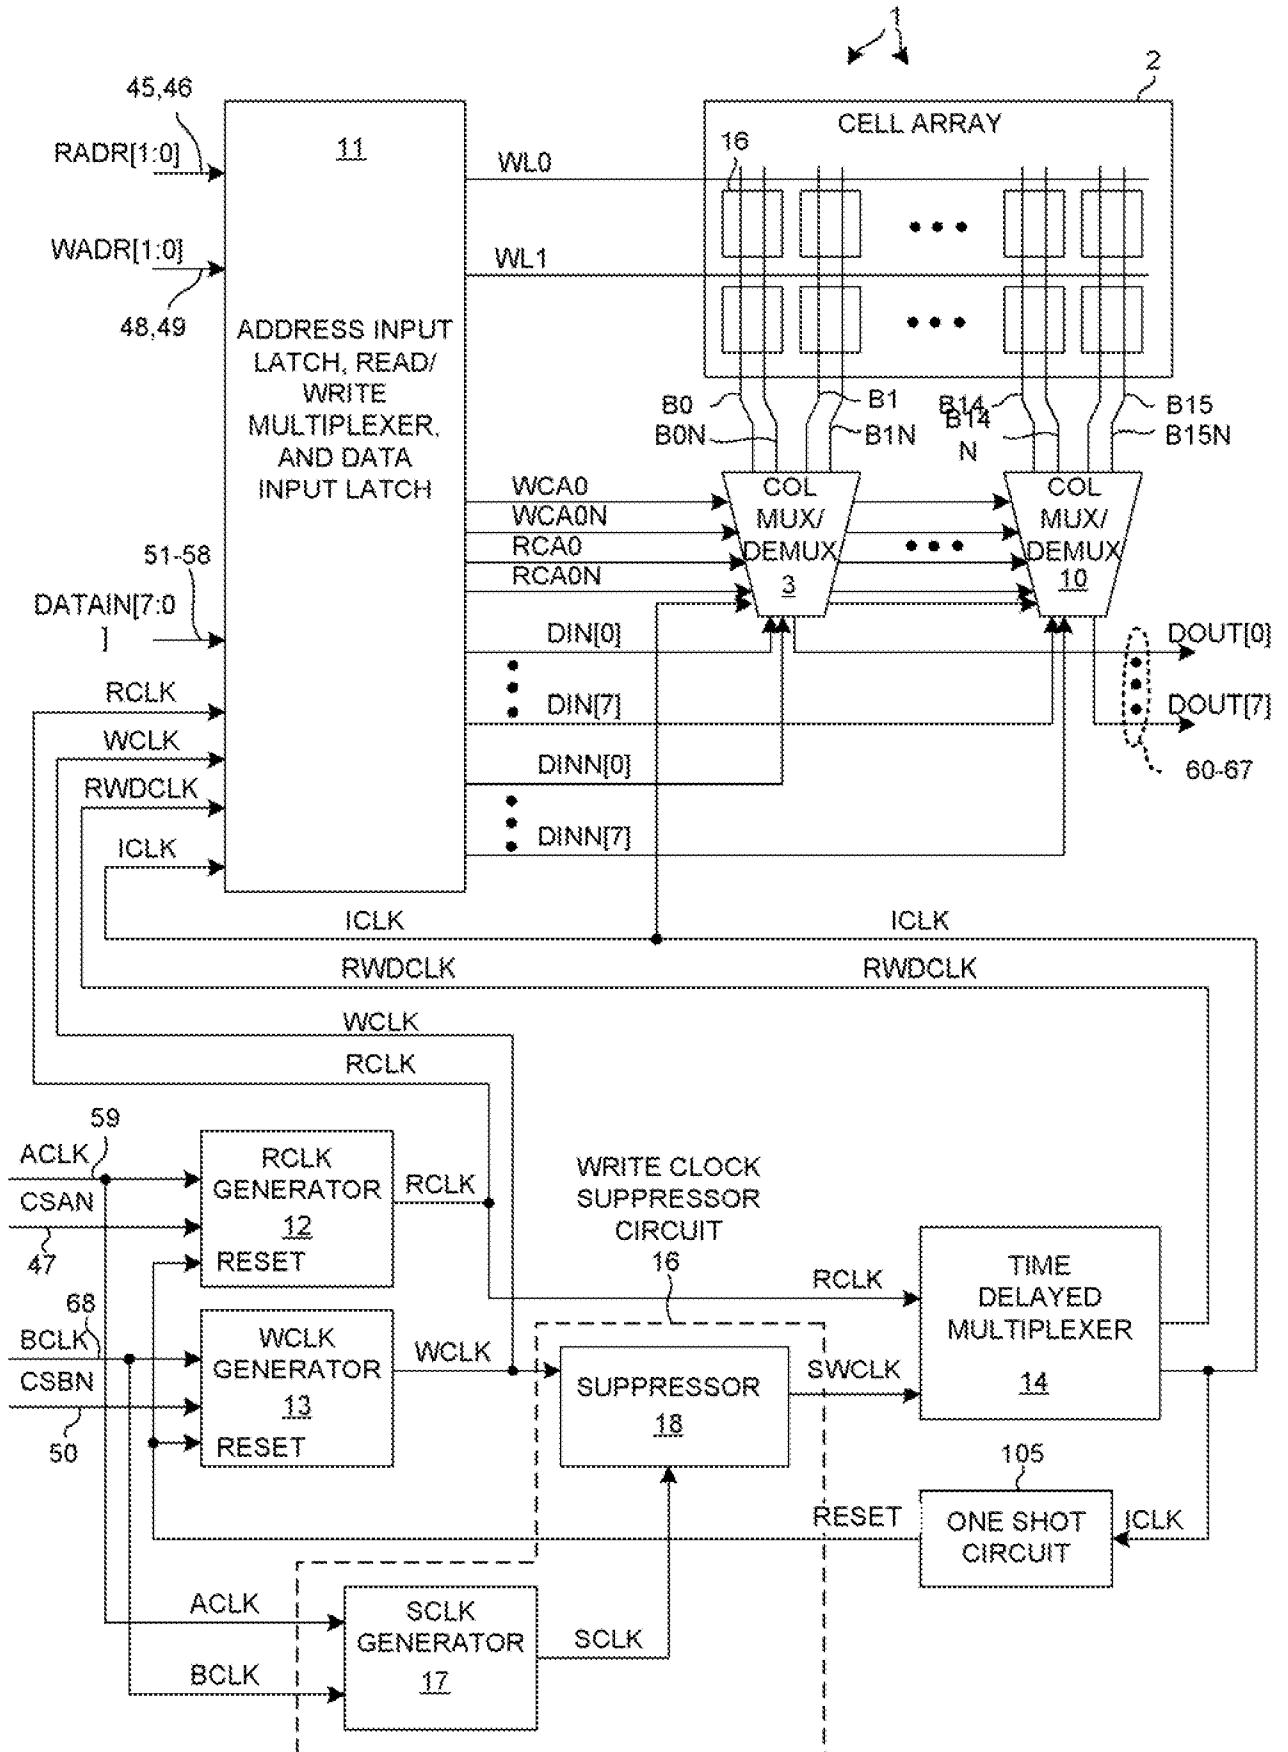 1
2
45,46
RADR[1:0]
WADR[1:0]
48,49
11
ADDRESS INPUT
LATCH, READ/
WRITE
MULTIPLEXER,
AND DATA
INPUT LATCH
WL0
WL1
CELL ARRAY
16
B0
B0N
B1
B1N
B14
B14
N
B15
B15N
WCA0
WCA0N
RCA0
RCA0N
COL
MUX/
DEMUX
3
COL
MUX/
DEMUX
10
51-58
DATAIN[7:0
]
DIN[0]
DIN[7]
DINN[0]
DINN[7]
DOUT[0]
DOUT[7]
60-67
RCLK
WCLK
RWDCLK
ICLK
ICLK
ICLK
RWDCLK
RWDCLK
WCLK
RCLK
59
ACLK
CSAN
47
RCLK
GENERATOR
12
RESET
RCLK
68
BCLK
CSBN
50
WCLK
GENERATOR
13
RESET
WCLK
WRITE CLOCK
SUPPRESSOR
CIRCUIT
16
SUPPRESSOR
18
RCLK
SWCLK
TIME
DELAYED
MULTIPLEXER
14
105
ONE SHOT
CIRCUIT
ICLK
RESET
ACLK
BCLK
SCLK
GENERATOR
17
SCLK